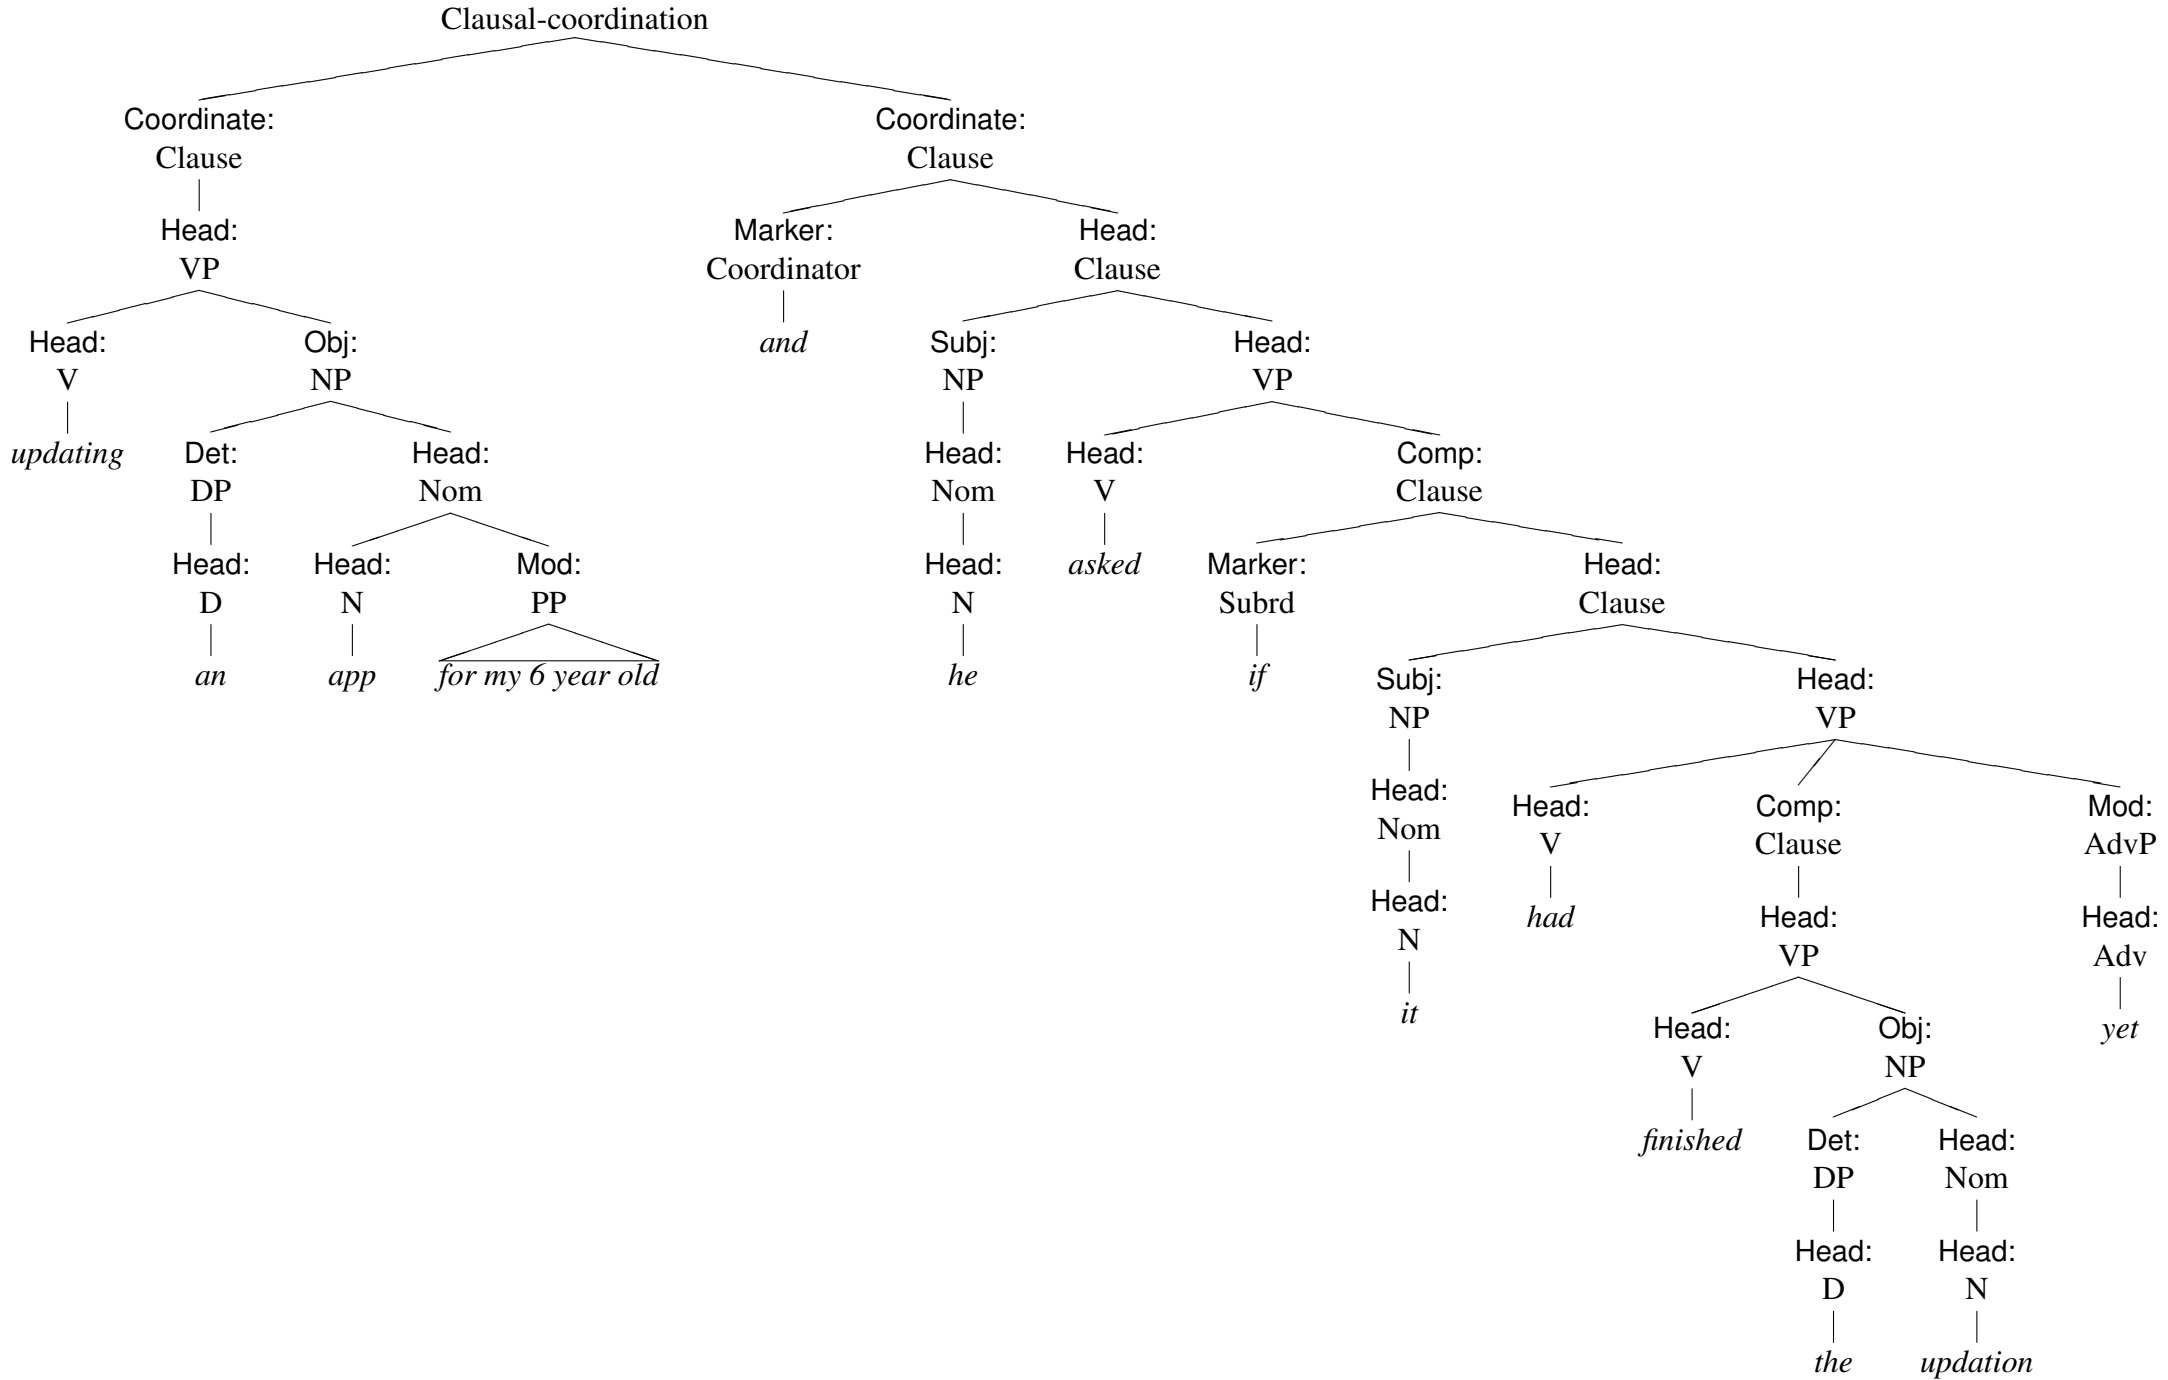 Clausal-coordination
Coordinate: Coordinate:
Clause Clause
Head: Marker: Head:
VP Coordinator Clause
Head: Obj: and Subj: Head:
V NP NP VP
updating Det: Head: Head: Head: Comp:
DP Nom Nom V Clause
Head: Head: Mod: Head: asked Marker: Head:
D N PP N Subrd Clause
an app for my 6 year old he if Subj: Head:
NP VP
Head: Head: Comp: Mod:
Nom V Clause AdvP
Head: had Head: Head:
N VP Adv
it Head: Obj: yet
V NP
finished Det: Head:
DP Nom
Head: Head:
D N
the updation